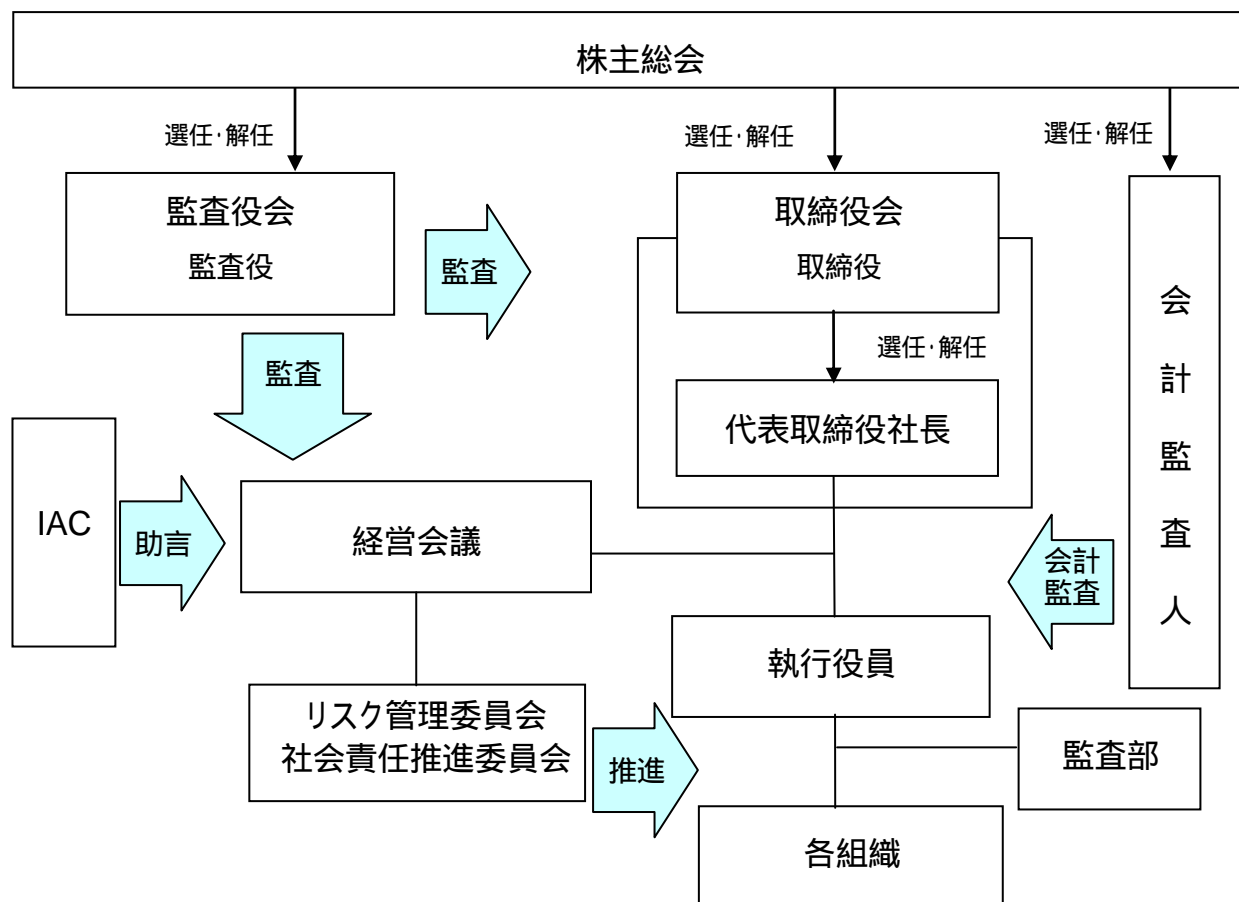 株主総会
選任・解任
選任・解任
選任・解任
監査役会
監査役
監査
取締役会
取締役
選任・解任
監査
代表取締役社長
会
計
監
査
人
IAC
助言
経営会議
会計
監査
執行役員
リスク管理委員会
社会責任推進委員会
推進
監査部
各組織